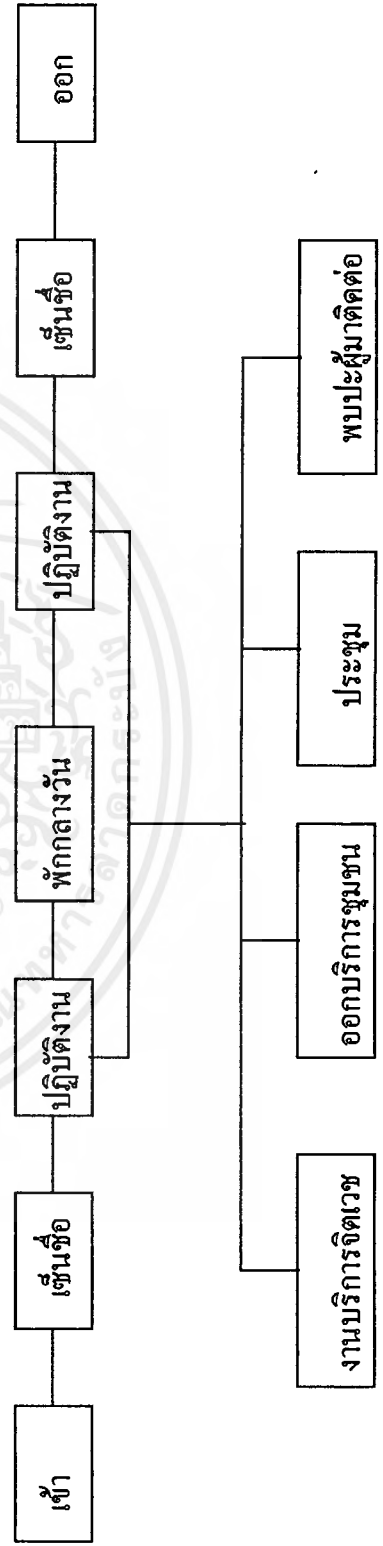 เข้า
เซ็นชื่อ
ปฏิบัติงาน
พักกลางวัน
ปฏิบัติงาน
เซ็นชื่อ
ออก
งานบริการจิตเวช
ออกบริการชุมชน
ประชุม
พบปะผู้มาติดต่อ